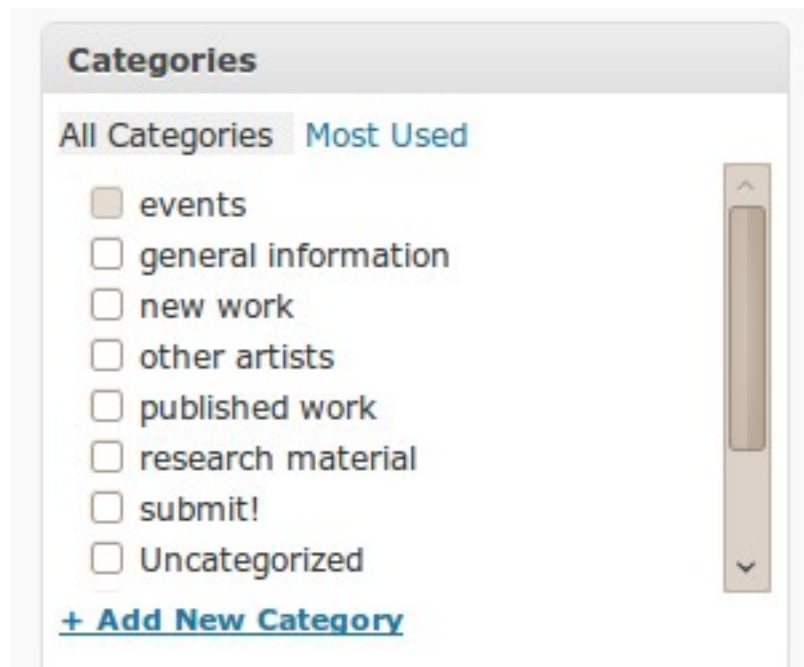 Categories
All Categories Most Used
events
general information
new work
other artists
published work
research material
submit!
Uncategorized
+ Add New Category